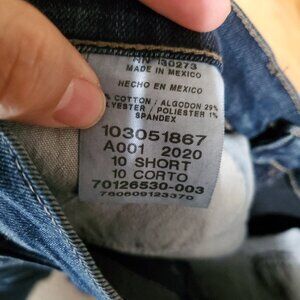 RN 130273
MADE IN MEXICO
HECHO EN MEXICO
% COTTON / ALGODON 29%
POLYESTER / POLIESTER 1%
SPANDEX
103051867
A001 2020
10 SHORT
10 CORTO
70126530-003
760609123370